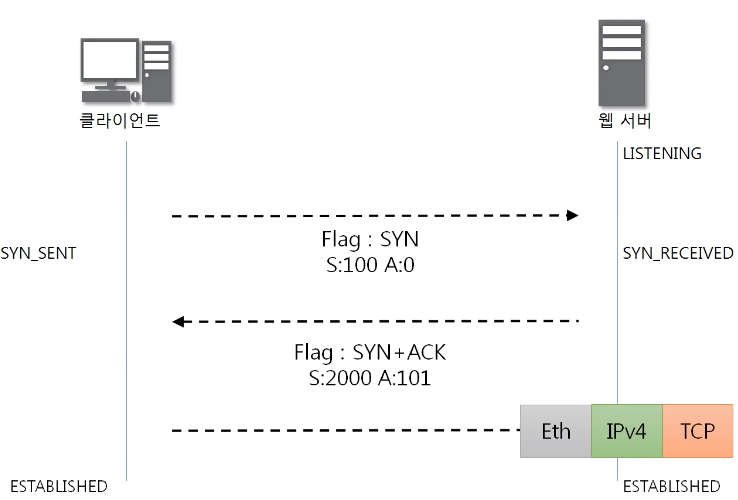 클라이언트
웹 서버
LISTENING
Flag : SYN
S:100 A:0
SYN_SENT
SYN_RECEIVED
Flag : SYN+ACK
S:2000 A:101
Eth
IPv4
TCP
ESTABLISHED
ESTABLISHED